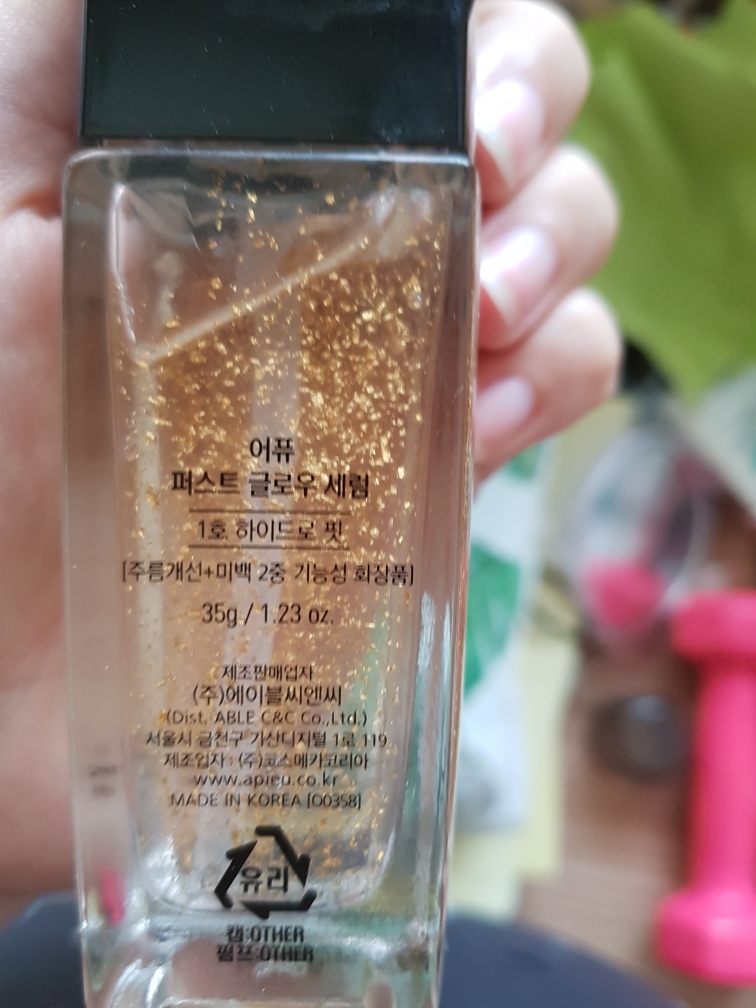 어퓨
퍼스트 글로우 세럼
1호 하이드로 핏
[주름개선+미백 2중 기능성 화장품]
35g / 1.23 oz.
제조판매업자
(주)에이블씨엔씨
(Dist. ABLE C&C Co.,Ltd.)
서울시 금천구 가산디지털 1로 119
제조업자 : (주)코스메카코리아
www.apieu.co.kr
MADE IN KOREA [O0358]
유리
캡:OTHER
펌프:OTHER